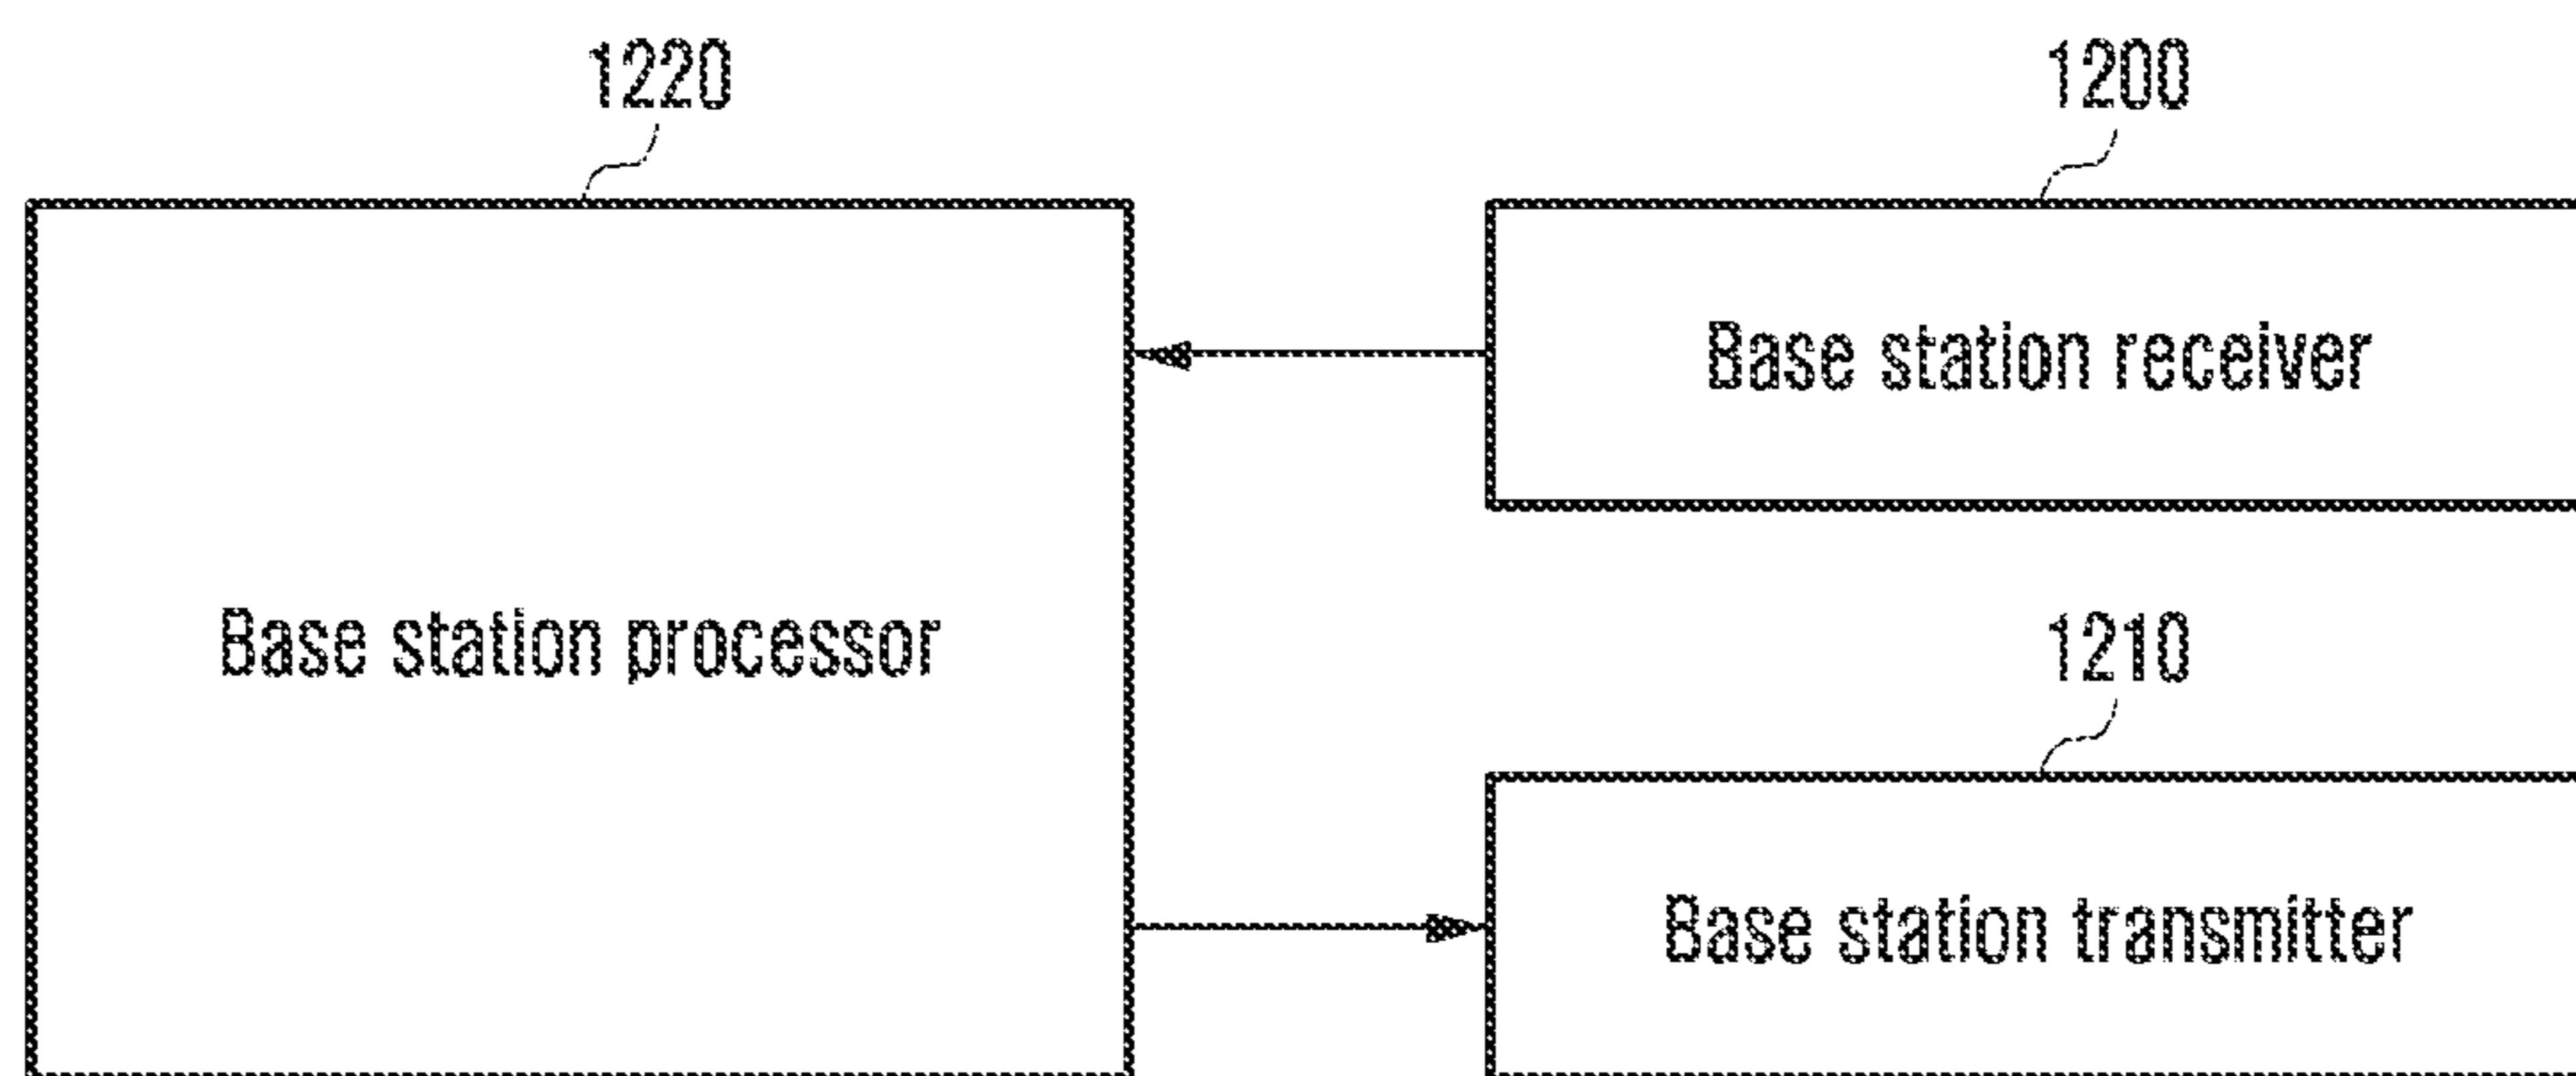 1220
1200
Base station receiver
Base station processor
1210
Base station transmitter